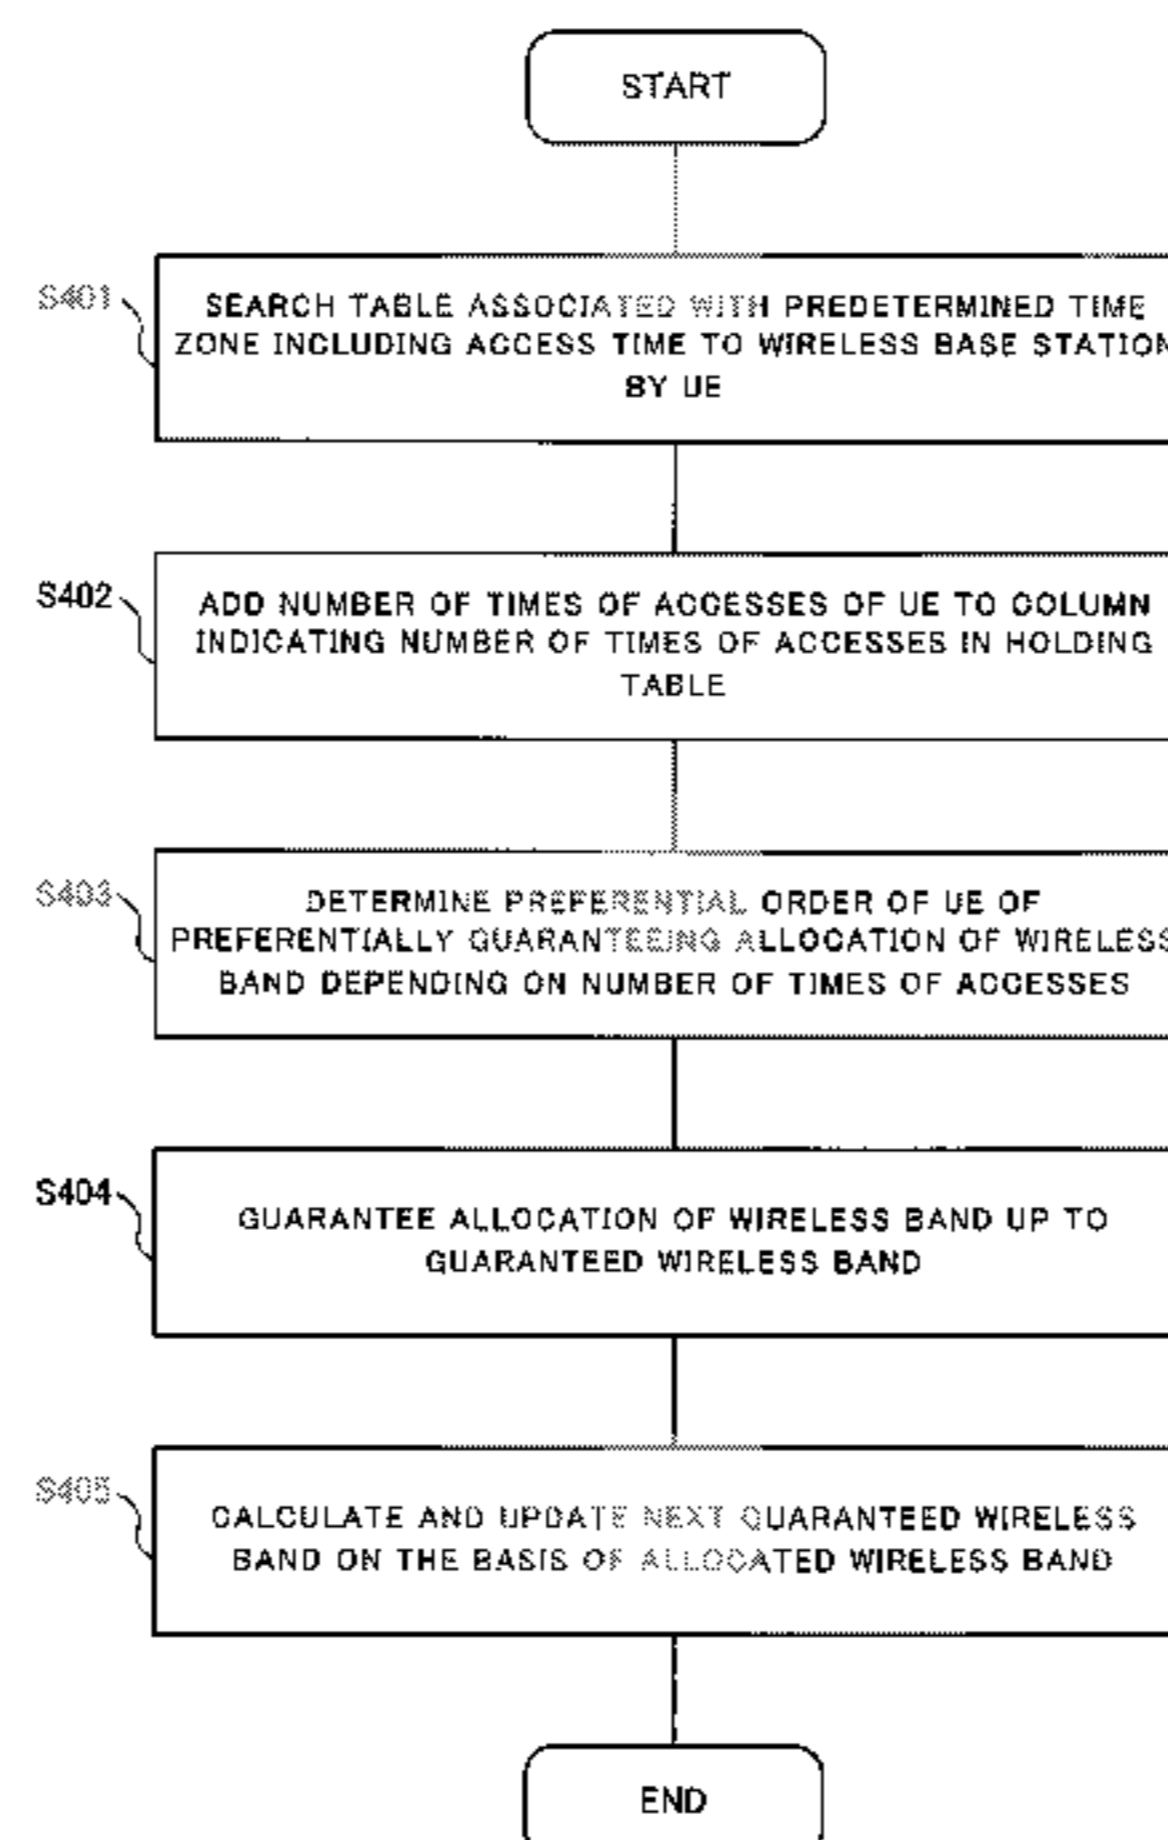 START
S401
SEARCH TABLE ASSOCIATED WITH PREDETERMINED TIME
ZONE INCLUDING ACCESS TIME TO WIRELESS BASE STATION
BY UE
S402
ADD NUMBER OF TIMES OF ACCESSES OF UE TO COLUMN
INDICATING NUMBER OF TIMES OF ACCESSES IN HOLDING
TABLE
S403
DETERMINE PREFERENTIAL ORDER OF UE OF
PREFERENTIALLY GUARANTEEING ALLOCATION OF WIRELESS
BAND DEPENDING ON NUMBER OF TIMES OF ACCESSES
S404
GUARANTEE ALLOCATION OF WIRELESS BAND UP TO
GUARANTEED WIRELESS BAND
S405
CALCULATE AND UPDATE NEXT GUARANTEED WIRELESS
BAND ON THE BASIS OF ALLOCATED WIRELESS BAND
END